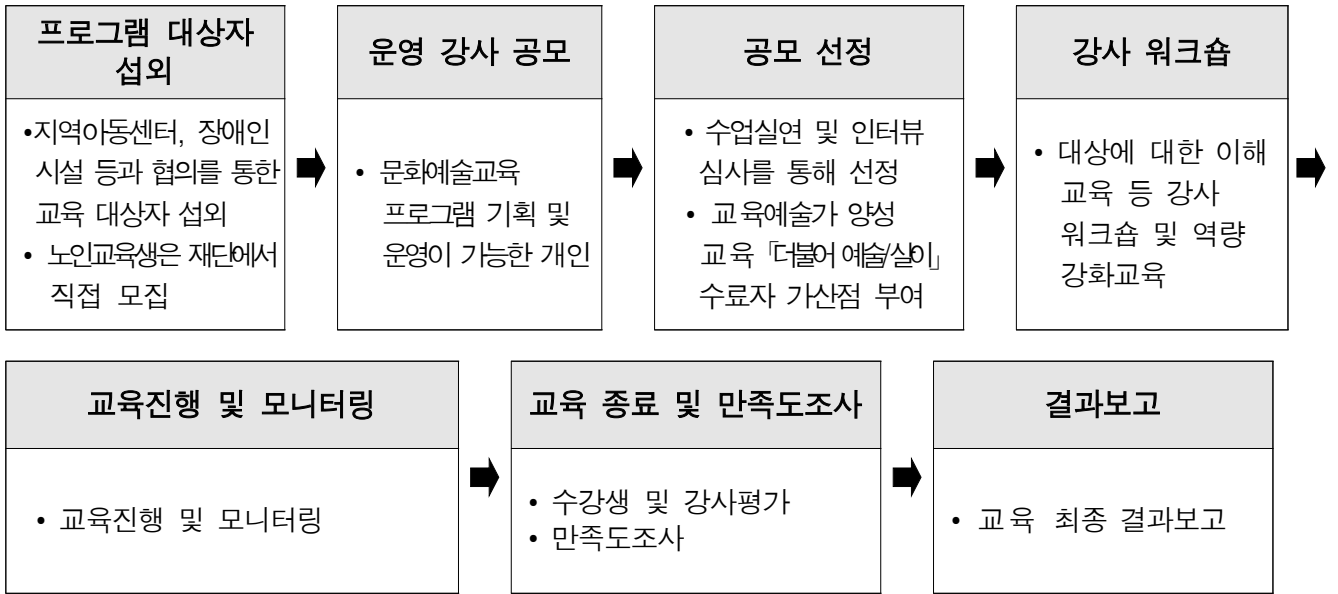 프로그램 대상자
섭외
•지역아동센터, 장애인
시설 등과 협의를 통한
교육 대상자 섭외
• 노인교육생은 재단에서
직접 모집
운영 강사 공모
• 문화예술교육
프로그램 기획 및
운영이 가능한 개인
공모 선정
• 수업실연 및 인터뷰
심사를 통해 선정
• 교육예술가 양성
교육「더불어 예술/살이」
수료자 가산점 부여
강사 워크숍
• 대상에 대한 이해
교육 등 강사
워크숍 및 역량
강화교육
교육진행 및 모니터링
• 교육진행 및 모니터링
교육 종료 및 만족도조사
• 수강생 및 강사평가
• 만족도조사
결과보고
• 교육 최종 결과보고